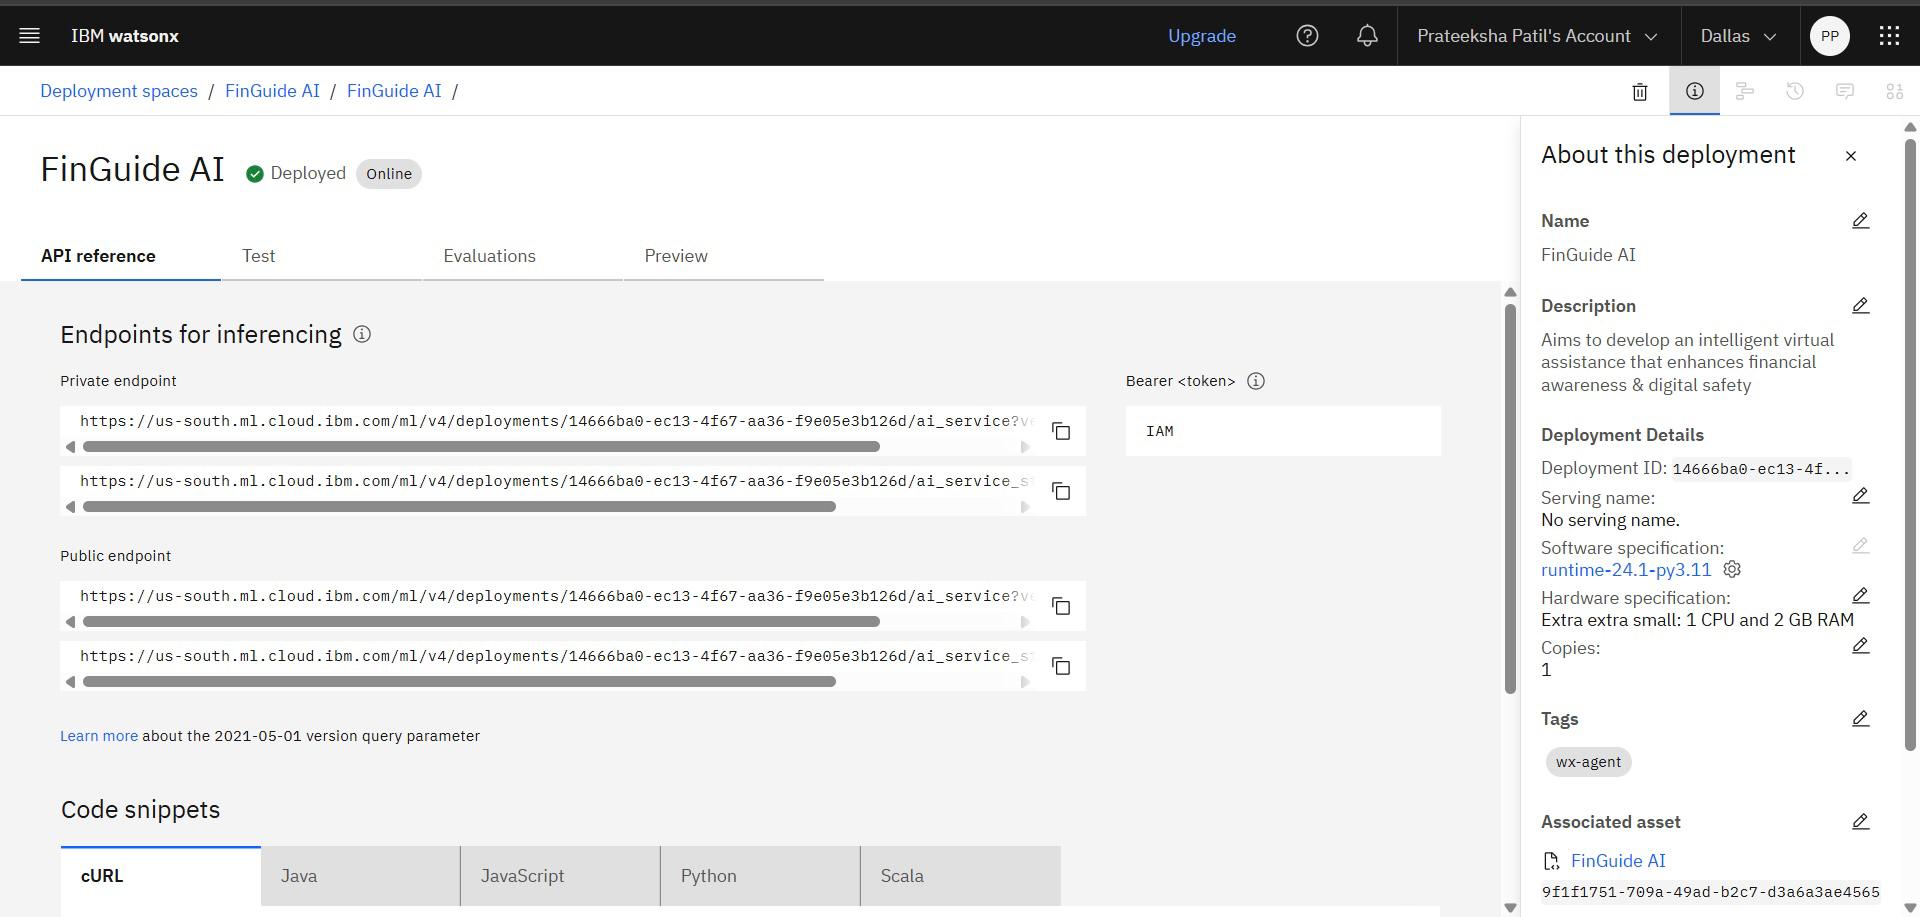 IBM watsonx
Upgrade
Prateeksha Patil's Account
Dallas
PP
Deployment spaces / FinGuide AI / FinGuide AI /
FinGuide AI
Deployed
Online
API reference
Test
Evaluations
Preview
Endpoints for inferencing
Private endpoint
https://us-south.ml.cloud.ibm.com/ml/v4/deployments/14666ba0-ec13-4f67-aa36-f9e05e3b126d/ai_service?ve
https://us-south.ml.cloud.ibm.com/ml/v4/deployments/14666ba0-ec13-4f67-aa36-f9e05e3b126d/ai_service_s
Bearer <token>
IAM
Public endpoint
https://us-south.ml.cloud.ibm.com/ml/v4/deployments/14666ba0-ec13-4f67-aa36-f9e05e3b126d/ai_service?ve
https://us-south.ml.cloud.ibm.com/ml/v4/deployments/14666ba0-ec13-4f67-aa36-f9e05e3b126d/ai_service_s
Learn more about the 2021-05-01 version query parameter
Code snippets
cURL
Java
JavaScript
Python
Scala
About this deployment
Name
FinGuide AI
Description
Aims to develop an intelligent virtual
assistance that enhances financial
awareness & digital safety
Deployment Details
Deployment ID: 14666ba0-ec13-4f...
Serving name:
No serving name.
Software specification:
runtime-24.1-py3.11
Hardware specification:
Extra extra small: 1 CPU and 2 GB RAM
Copies:
1
Tags
wx-agent
Associated asset
FinGuide AI
9f1f1751-709a-49ad-b2c7-d3a6a3ae4565